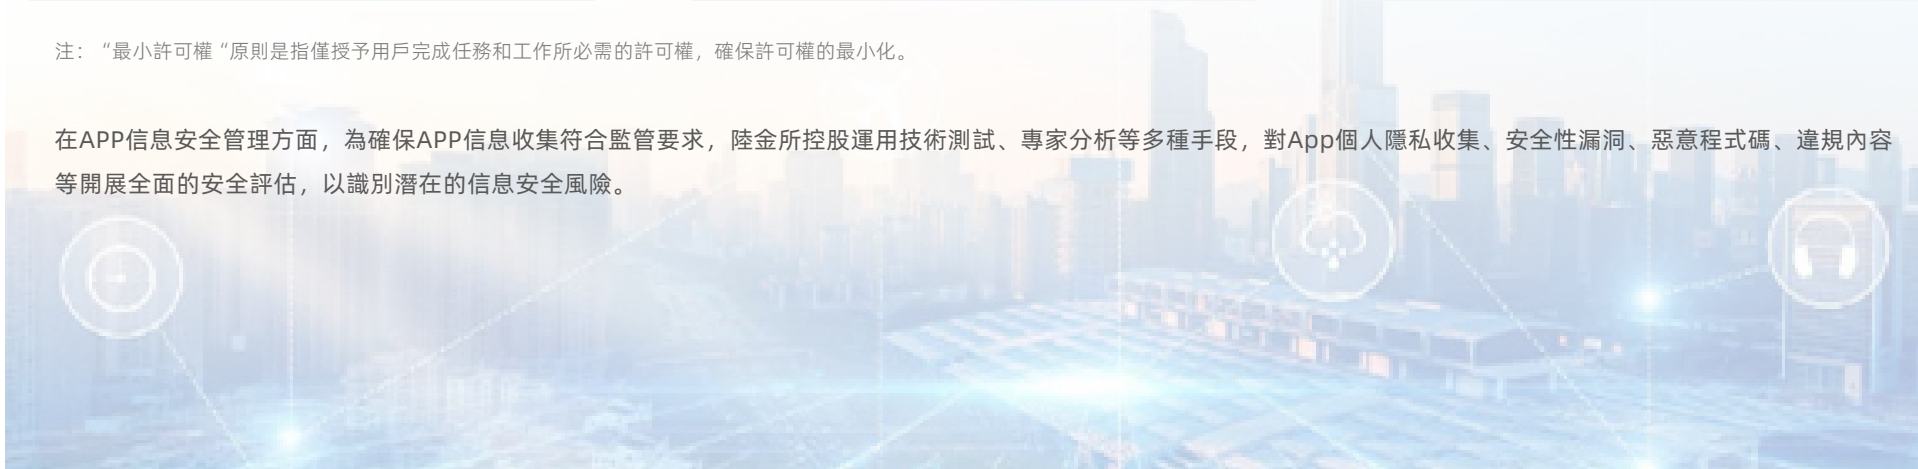 注：“最小許可權“原則是指僅授予用戶完成任務和工作所必需的許可權，確保許可權的最小化。
在APP信息安全管理方面，為確保APP信息收集符合監管要求，陸金所控股運用技術測試、專家分析等多種手段，對App個人隱私收集、安全性漏洞、惡意程式碼、違規內容
等開展全面的安全評估，以識別潛在的信息安全風險。